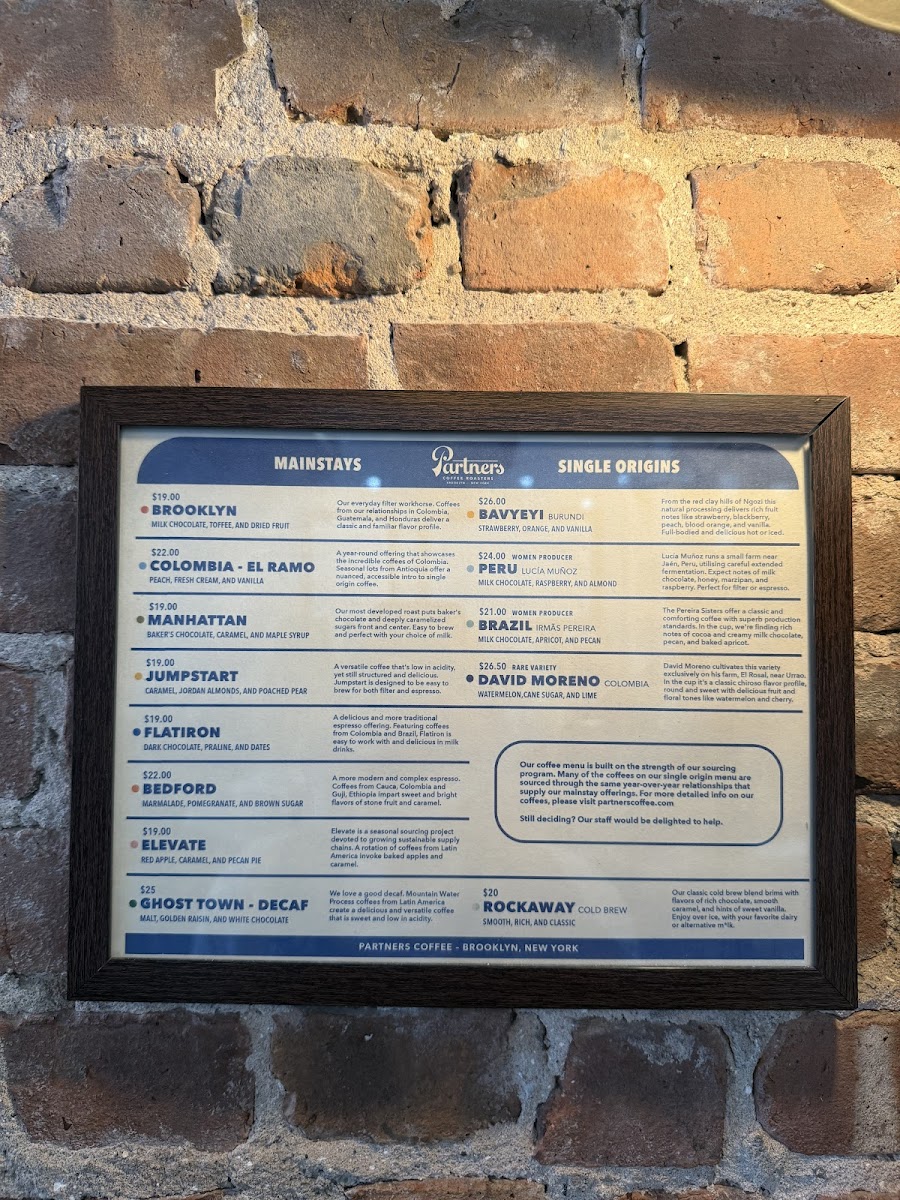 MAINSTAYS
Partners
COFFEE ROASTERS
BROOKLYN - NEW YORK
SINGLE ORIGINS
$19.00
BROOKLYN
MILK CHOCOLATE, TOFFEE, AND DRIED FRUIT
Our everyday filter workhorse. Coffees
from our relationships in Colombia,
Guatemala, and Honduras deliver a
classic and familiar flavor profile.
$22.00
COLOMBIA - EL RAMO
PEACH, FRESH CREAM, AND VANILLA
A year-round offering that showcases
the incredible coffees of Colombia.
Seasonal lots from Antioquia offer a
nuanced, accessible intro to single
origin coffee.
$19.00
MANHATTAN
BAKER'S CHOCOLATE, CARAMEL, AND MAPLE SYRUP
Our most developed roast puts baker's
chocolate and deeply caramelized
sugars front and center. Easy to brew
and perfect with your choice of milk.
$19.00
JUMPSTART
CARAMEL, JORDAN ALMONDS, AND POACHED PEAR
A versatile coffee that's low in acidity,
yet still structured and delicious.
Jumpstart is designed to be easy to
brew for both filter and espresso.
$19.00
FLATIRON
DARK CHOCOLATE, PRALINE, AND DATES
A delicious and more traditional
espresso offering. Featuring coffees
from Colombia and Brazil, Flatiron is
easy to work with and delicious in milk
drinks.
$22.00
BEDFORD
MARMALADE, POMEGRANATE, AND BROWN SUGAR
A more modern and complex espresso.
Coffees from Cauca, Colombia and
Guji, Ethiopia impart sweet and bright
flavors of stone fruit and caramel.
$19.00
ELEVATE
RED APPLE, CARAMEL, AND PECAN PIE
Elevate is a seasonal sourcing project
devoted to growing sustainable supply
chains. A rotation of coffees from Latin
America invoke baked apples and
caramel.
$25
GHOST TOWN - DECAF
MALT, GOLDEN RAISIN, AND WHITE CHOCOLATE
We love a good decaf. Mountain Water
Process coffees from Latin America
create a delicious and versatile coffee
that is sweet and low in acidity.
$26.00
BAVYEYI BURUNDI
STRAWBERRY, ORANGE, AND VANILLA
From the red clay hills of Ngozi this
natural processing delivers rich fruit
notes like strawberry, blackberry,
peach, blood orange, and vanilla.
Full-bodied and delicious hot or iced.
$24.00 WOMEN PRODUCER
PERU LUCÍA MUÑOZ
MILK CHOCOLATE, RASPBERRY, AND ALMOND
Lucía Muñoz runs a small farm near
Jaén, Peru, utilising careful extended
fermentation. Expect notes of milk
chocolate, honey, marzipan, and
raspberry. Perfect for filter or espresso.
$21.00 WOMEN PRODUCER
BRAZIL IRMÃS PEREIRA
MILK CHOCOLATE, APRICOT, AND PECAN
The Pereira Sisters offer a classic and
comforting coffee with superb production
standards. In the cup, we're finding rich
notes of cocoa and creamy milk chocolate,
pecan, and baked apricot.
$26.50 RARE VARIETY
DAVID MORENO COLOMBIA
WATERMELON,CANE SUGAR, AND LIME
David Moreno cultivates this variety
exclusively on his farm, El Rosal, near Urrao.
In the cup it's a classic chiroso flavor profile,
round and sweet with delicious fruit and
floral tones like watermelon and cherry.
Our coffee menu is built on the strength of our sourcing
program. Many of the coffees on our single origin menu are
sourced through the same year-over-year relationships that
supply our mainstay offerings. For more detailed info on our
coffees, please visit partnerscoffee.com
Still deciding? Our staff would be delighted to help.
$20
ROCKAWAY COLD BREW
SMOOTH, RICH, AND CLASSIC
Our classic cold brew blend brims with
flavors of rich chocolate, smooth
caramel, and hints of sweet vanilla.
Enjoy over ice, with your favorite dairy
or alternative m*lk.
PARTNERS COFFEE - BROOKLYN, NEW YORK